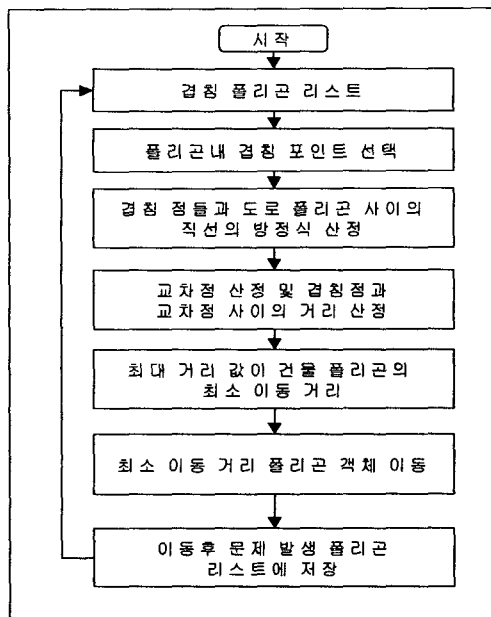 시작
겹침 폴리곤 리스트
폴리곤내 겹침 포인트 선택
겹침 점들과 도로 폴리곤 사이의
직선의 방정식 산정
교차점 산정 및 겹침점과
교차점 사이의 거리 산정
최대 거리 값이 건물 폴리곤의
최소 이동 거리
최소 이동 거리 폴리곤 객체 이동
이동후 문제 발생 폴리곤
리스트에 저장